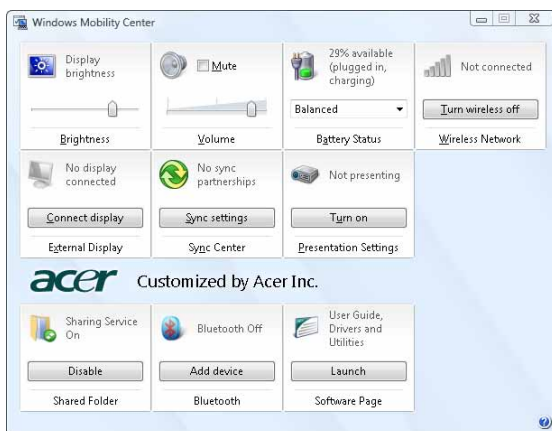 Windows Mobility Center
Display
brightness
Brightness
Mute
Volume
29% available
(plugged in,
charging)
Balanced
Battery Status
Not connected
Turn wireless off
Wireless Network
No display
connected
Connect display
External Display
No sync
partnerships
Sync settings
Sync Center
Not presenting
Turn on
Presentation Settings
acer Customized by Acer Inc.
Sharing Service
On
Disable
Shared Folder
Bluetooth Off
Add device
Bluetooth
User Guide,
Drivers and
Utilities
Launch
Software Page